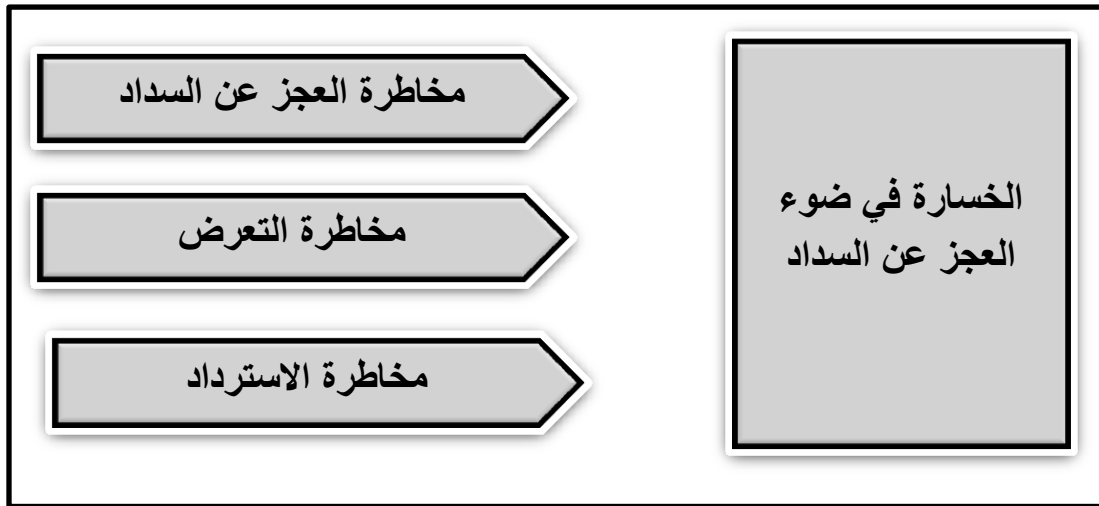 مخاطرة العجز عن السداد
مخاطرة التعرض
مخاطرة الاسترداد
الخسارة في ضوء
العجز عن السداد